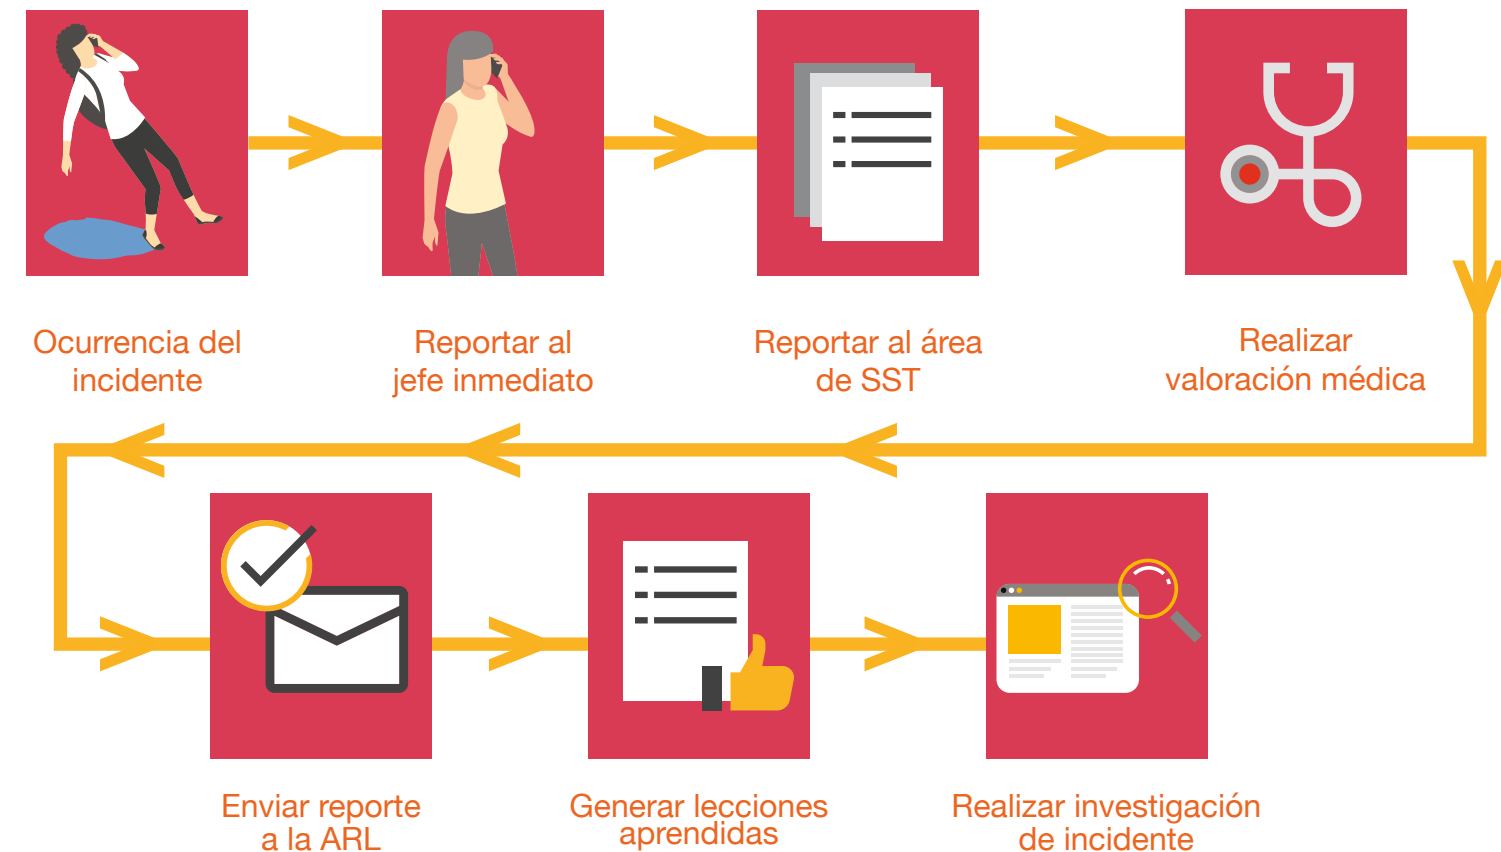 Ocurrencia del
incidente
Reportar al
jefe inmediato
Reportar al área
de SST
Realizar
valoración médica
Enviar reporte
a la ARL
Generar lecciones
aprendidas
Realizar investigación
de incidente